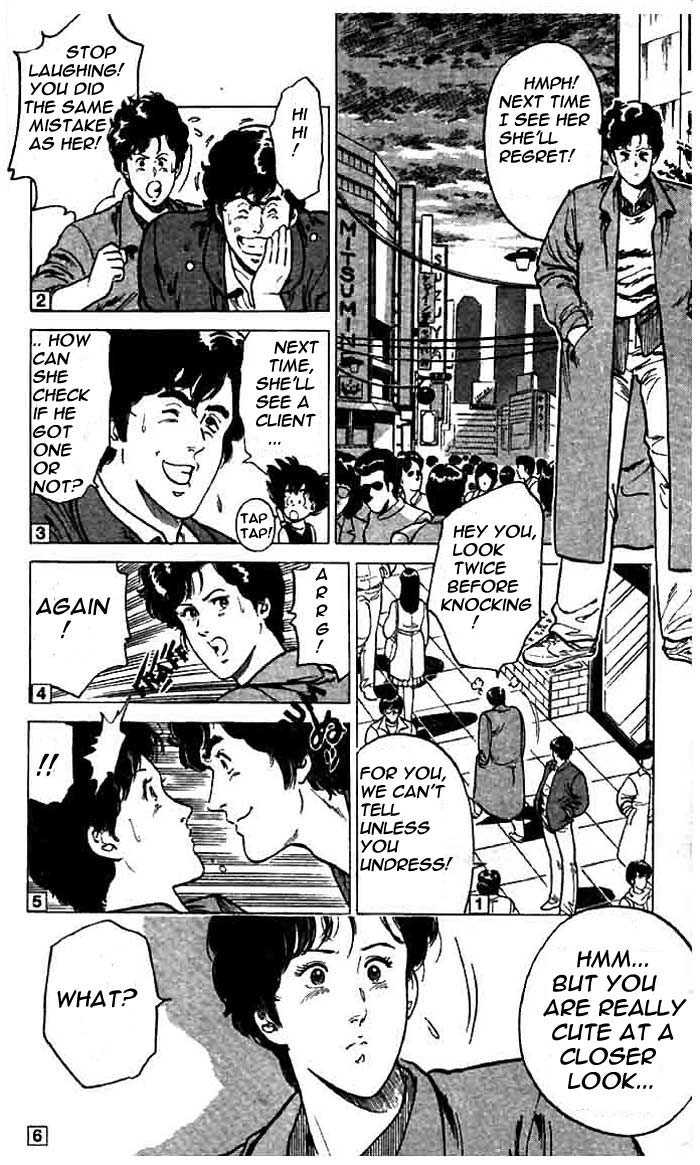 HMPH!
NEXT TIME
I SEE HER
SHE'LL
REGRET!
MITSUMIN
SUZUYA
HEY YOU,
LOOK
TWICE
BEFORE
KNOCKING
!
FOR YOU,
WE CAN'T
TELL
UNLESS
YOU
UNDRESS!
1
STOP
LAUGHING!
YOU DID
THE SAME
MISTAKE
AS HER!
HI
HI
!
2
NEXT
TIME,
SHE'LL
SEE A
CLIENT
...
.. HOW
CAN
SHE
CHECK
IF HE
GOT
ONE
OR
NOT?
TAP
TAP!
3
ARRG!
AGAIN
!
4
!!
5
HMM...
BUT YOU
ARE REALLY
CUTE AT A
CLOSER
LOOK...
WHAT?
6